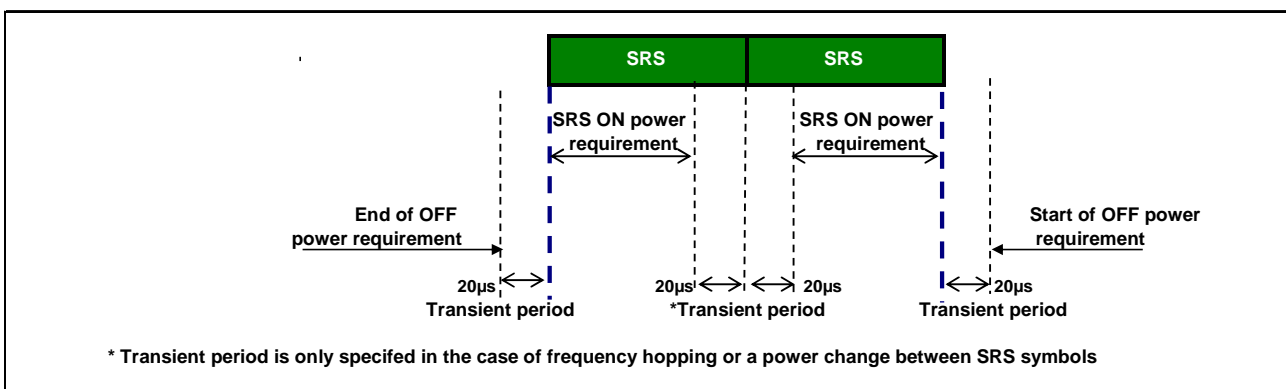 SRS SRS
SRS ON power requirement
SRS ON power requirement
End of OFF power requirement
Start of OFF power requirement
20µs 20µs 20µs 20µs
Transient period *Transient period Transient period
* Transient period is only specifed in the case of frequency hopping or a power change between SRS symbols